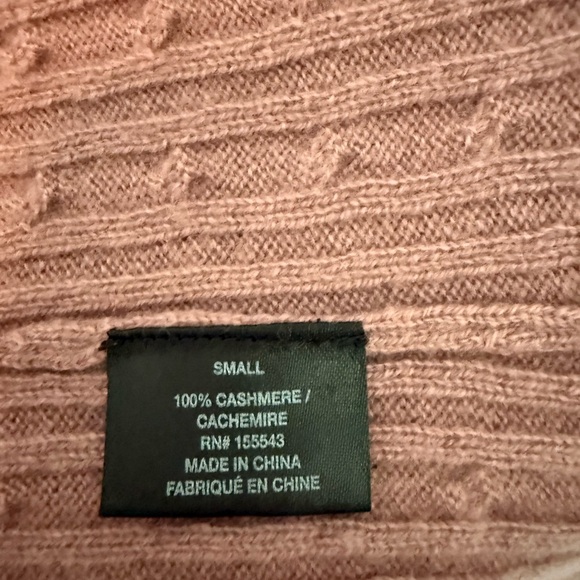 SMALL
100% CASHMERE /
CACHEMIRE
RN# 155543
MADE IN CHINA
FABRIQUÉ EN CHINE